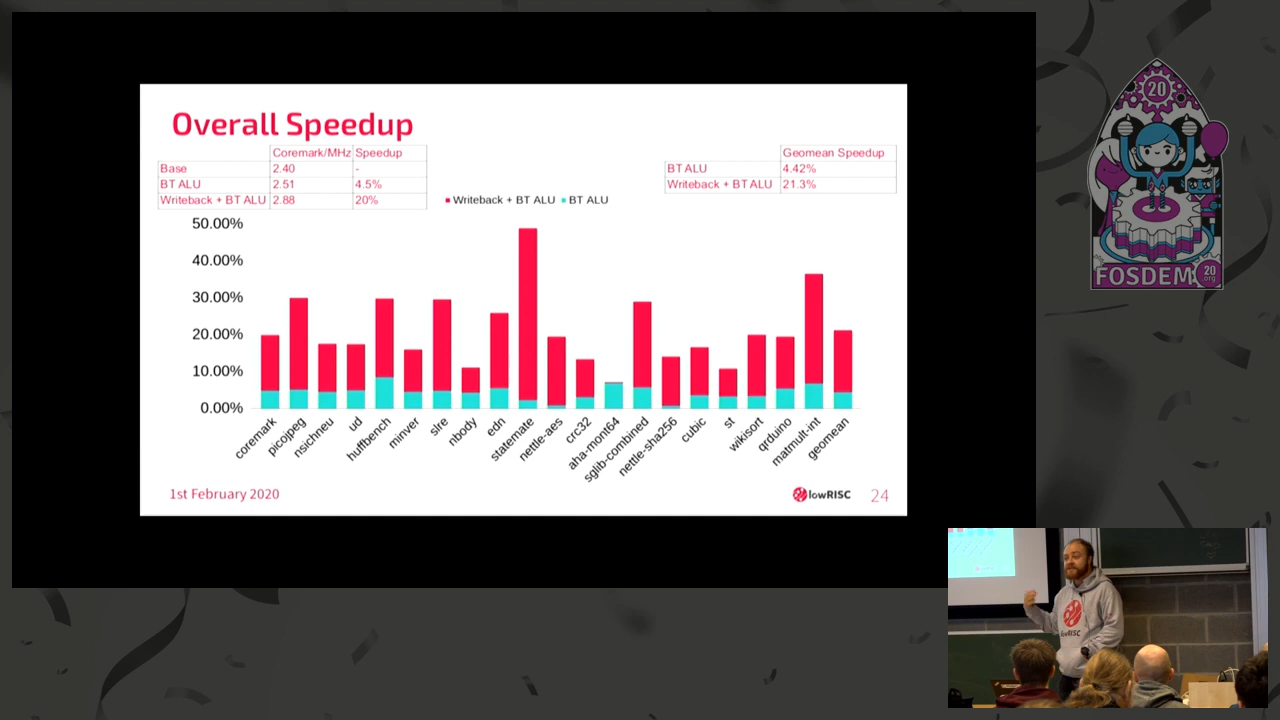 Overall Speedup
Coremark/MHz Speedup
Base 2.40 -
BT ALU 2.51 4.5%
Writeback + BT ALU 2.88 20%
Geomean Speedup
BT ALU 4.42%
Writeback + BT ALU 21.3%
Writeback + BT ALU BT ALU
50.00%
40.00%
30.00%
20.00%
10.00%
0.00%
coremark
picojpeg
nsichneu
ud
huffbench
minver
slre
nbody
edn
statemate
nettle-aes
crc32
aha-mont64
sglib-combined
nettle-sha256
cubic
st
wikisort
qrduino
matmult-int
geomean
1st February 2020
lowRISC
24
20
FOSDEM
20
.org
lowRISC